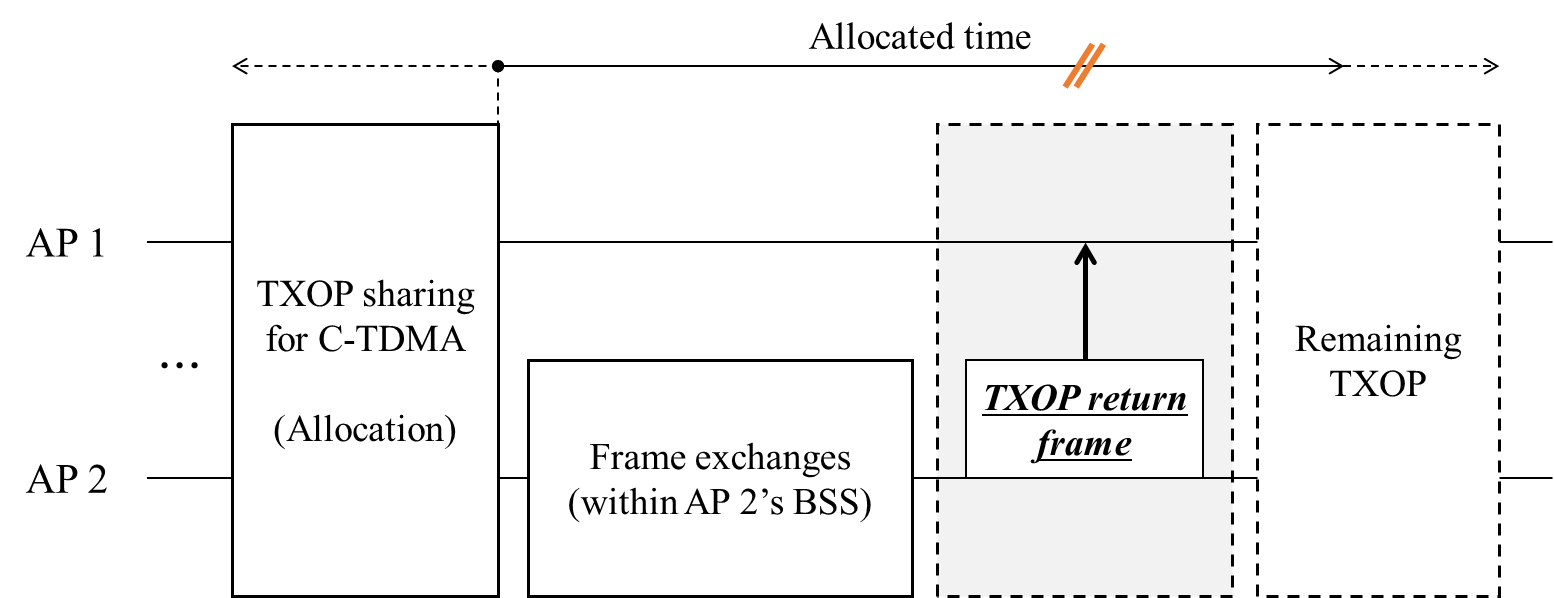 Allocated time
AP 1
TXOP sharing
for C-TDMA
(Allocation)
...
AP 2
Frame exchanges
(within AP 2's BSS)
TXOP return
frame
Remaining
TXOP